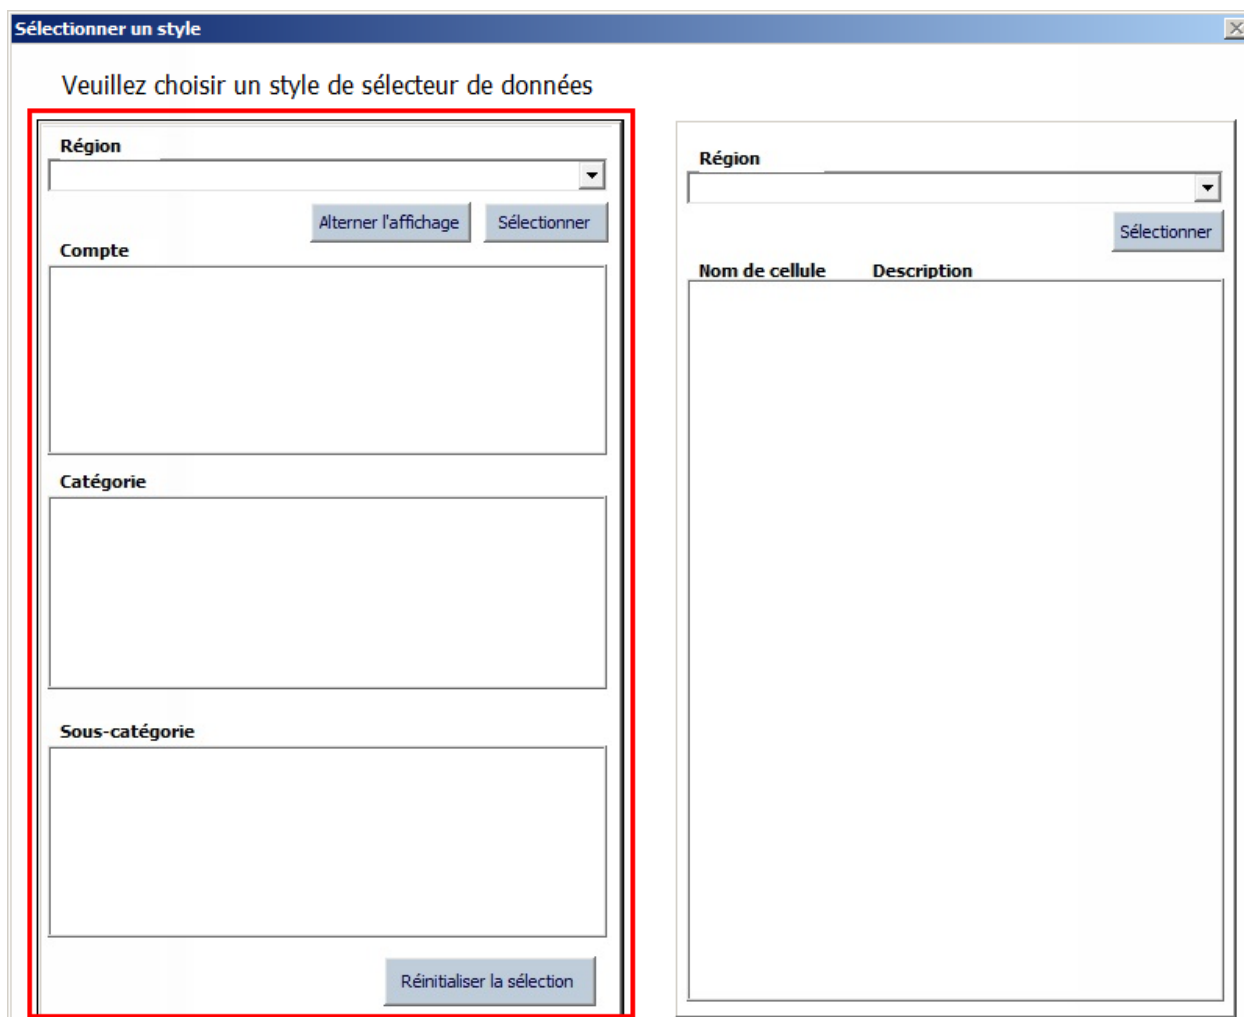 Sélectionner un style
Veuillez choisir un style de sélecteur de données
Région
Alterner l'affichage Sélectionner
Compte
Catégorie
Sous-catégorie
Réinitialiser la sélection
Région
Sélectionner
Nom de cellule Description